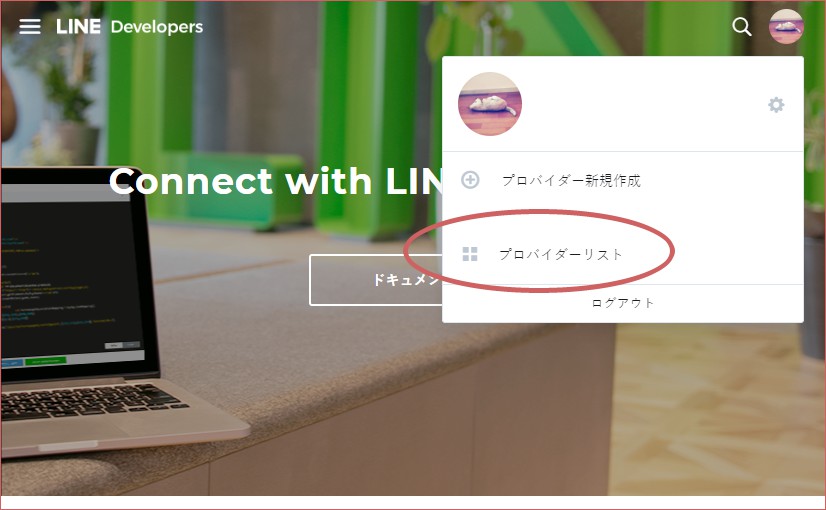 LINE Developers
プロバイダー新規作成
Connect with LIN
プロバイダーリスト
ドキュメン
ログアウト